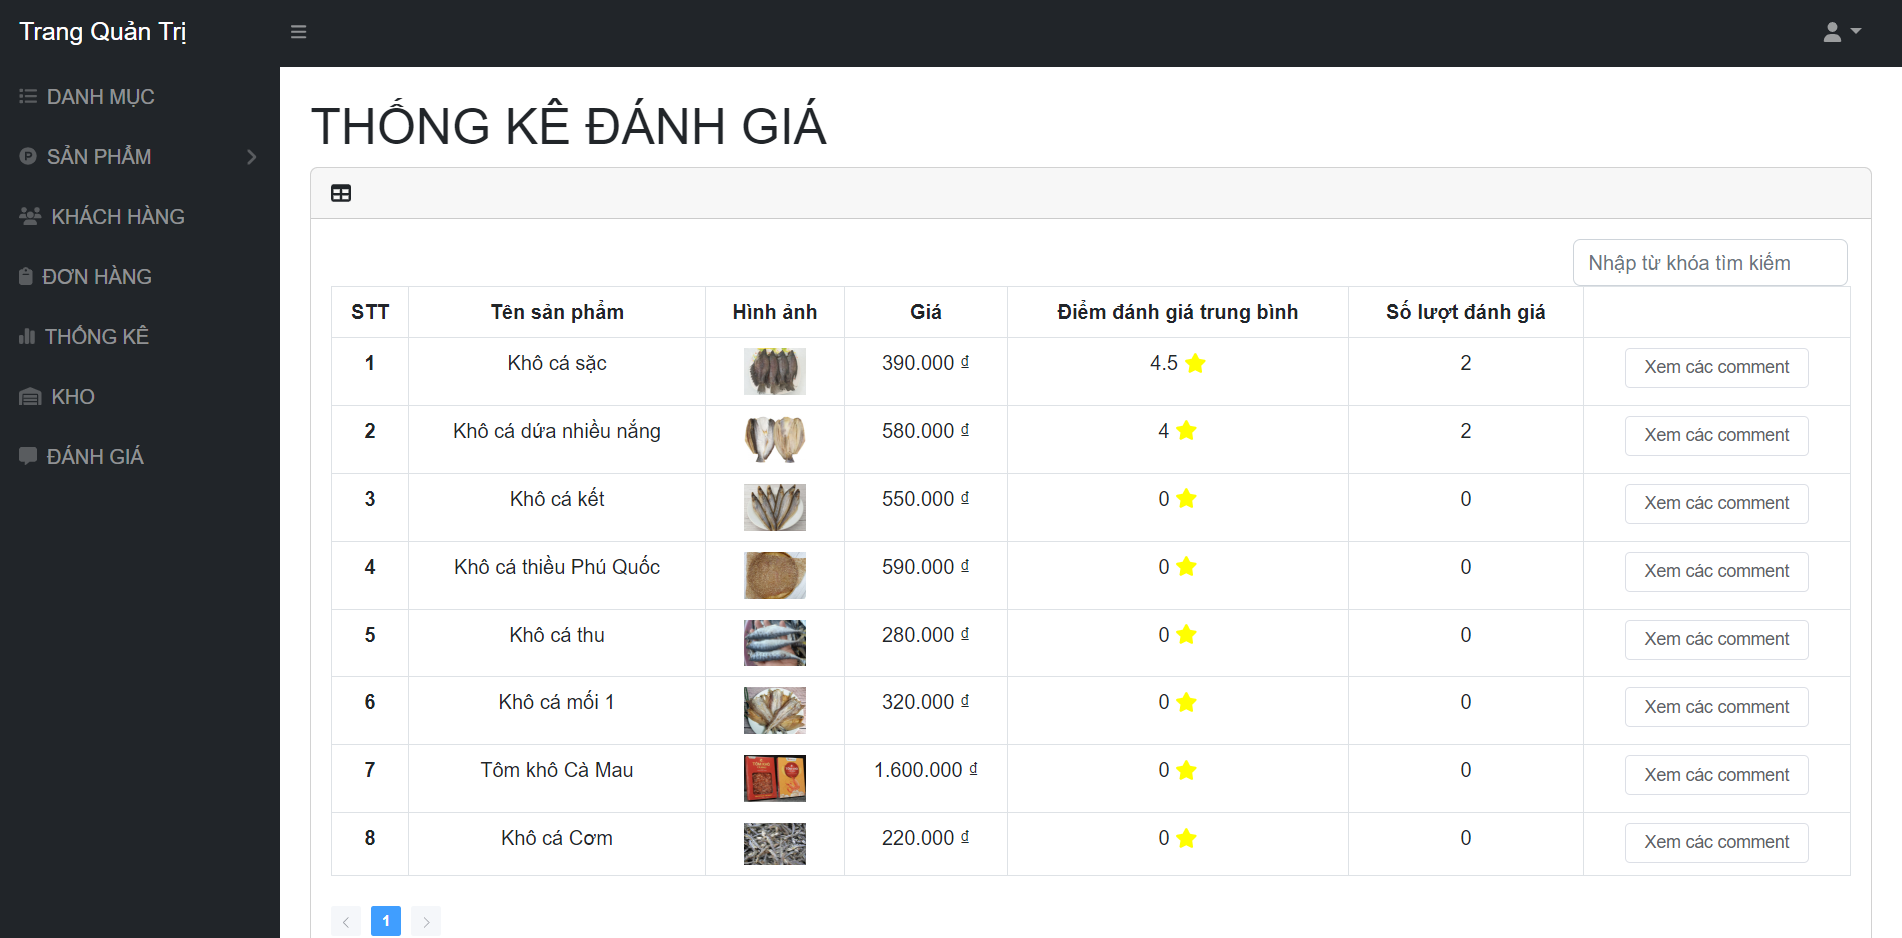 Trang Quản Trị
DANH MỤC
SẢN PHẨM
KHÁCH HÀNG
ĐƠN HÀNG
THỐNG KÊ
KHO
ĐÁNH GIÁ
THỐNG KÊ ĐÁNH GIÁ
Nhập từ khóa tìm kiếm
STT Tên sản phẩm Hình ảnh Giá Điểm đánh giá trung bình Số lượt đánh giá
1 Khô cá sặc 390.000 ₫ 4.5 2 Xem các comment
2 Khô cá dứa nhiều nắng 580.000 ₫ 4 2 Xem các comment
3 Khô cá kết 550.000 ₫ 0 0 Xem các comment
4 Khô cá thiều Phú Quốc 590.000 ₫ 0 0 Xem các comment
5 Khô cá thu 280.000 ₫ 0 0 Xem các comment
6 Khô cá mối 1 320.000 ₫ 0 0 Xem các comment
7 Tôm khô Cà Mau 1.600.000 ₫ 0 0 Xem các comment
8 Khô cá Cơm 220.000 ₫ 0 0 Xem các comment
1